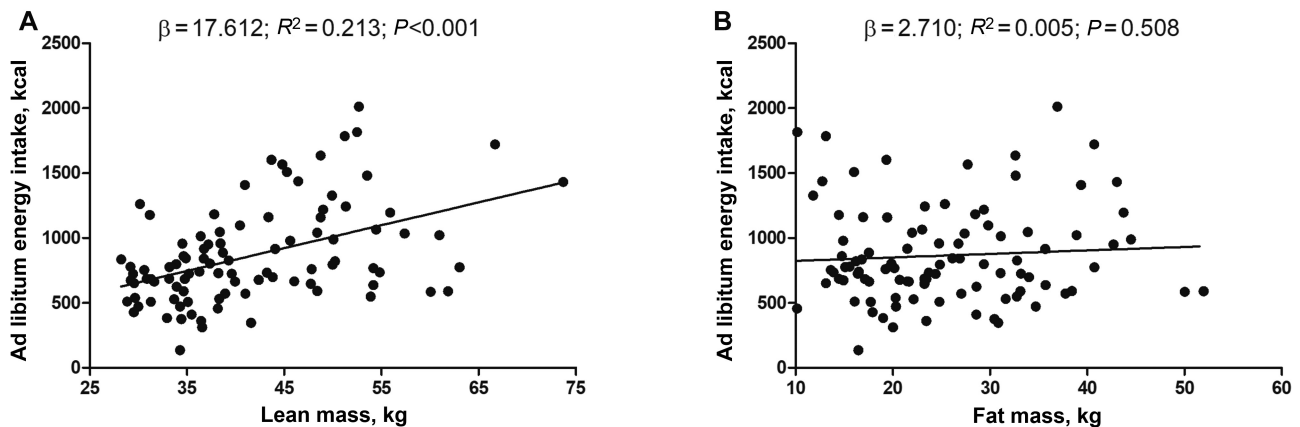 A
β = 17.612; R² = 0.213; P<0.001
Ad libitum energy intake, kcal
2500
2000
1500
1000
500
0
25 35 45 55 65 75
Lean mass, kg
B
β = 2.710; R² = 0.005; P = 0.508
Ad libitum energy intake, kcal
2500
2000
1500
1000
500
0
10 20 30 40 50 60
Fat mass, kg